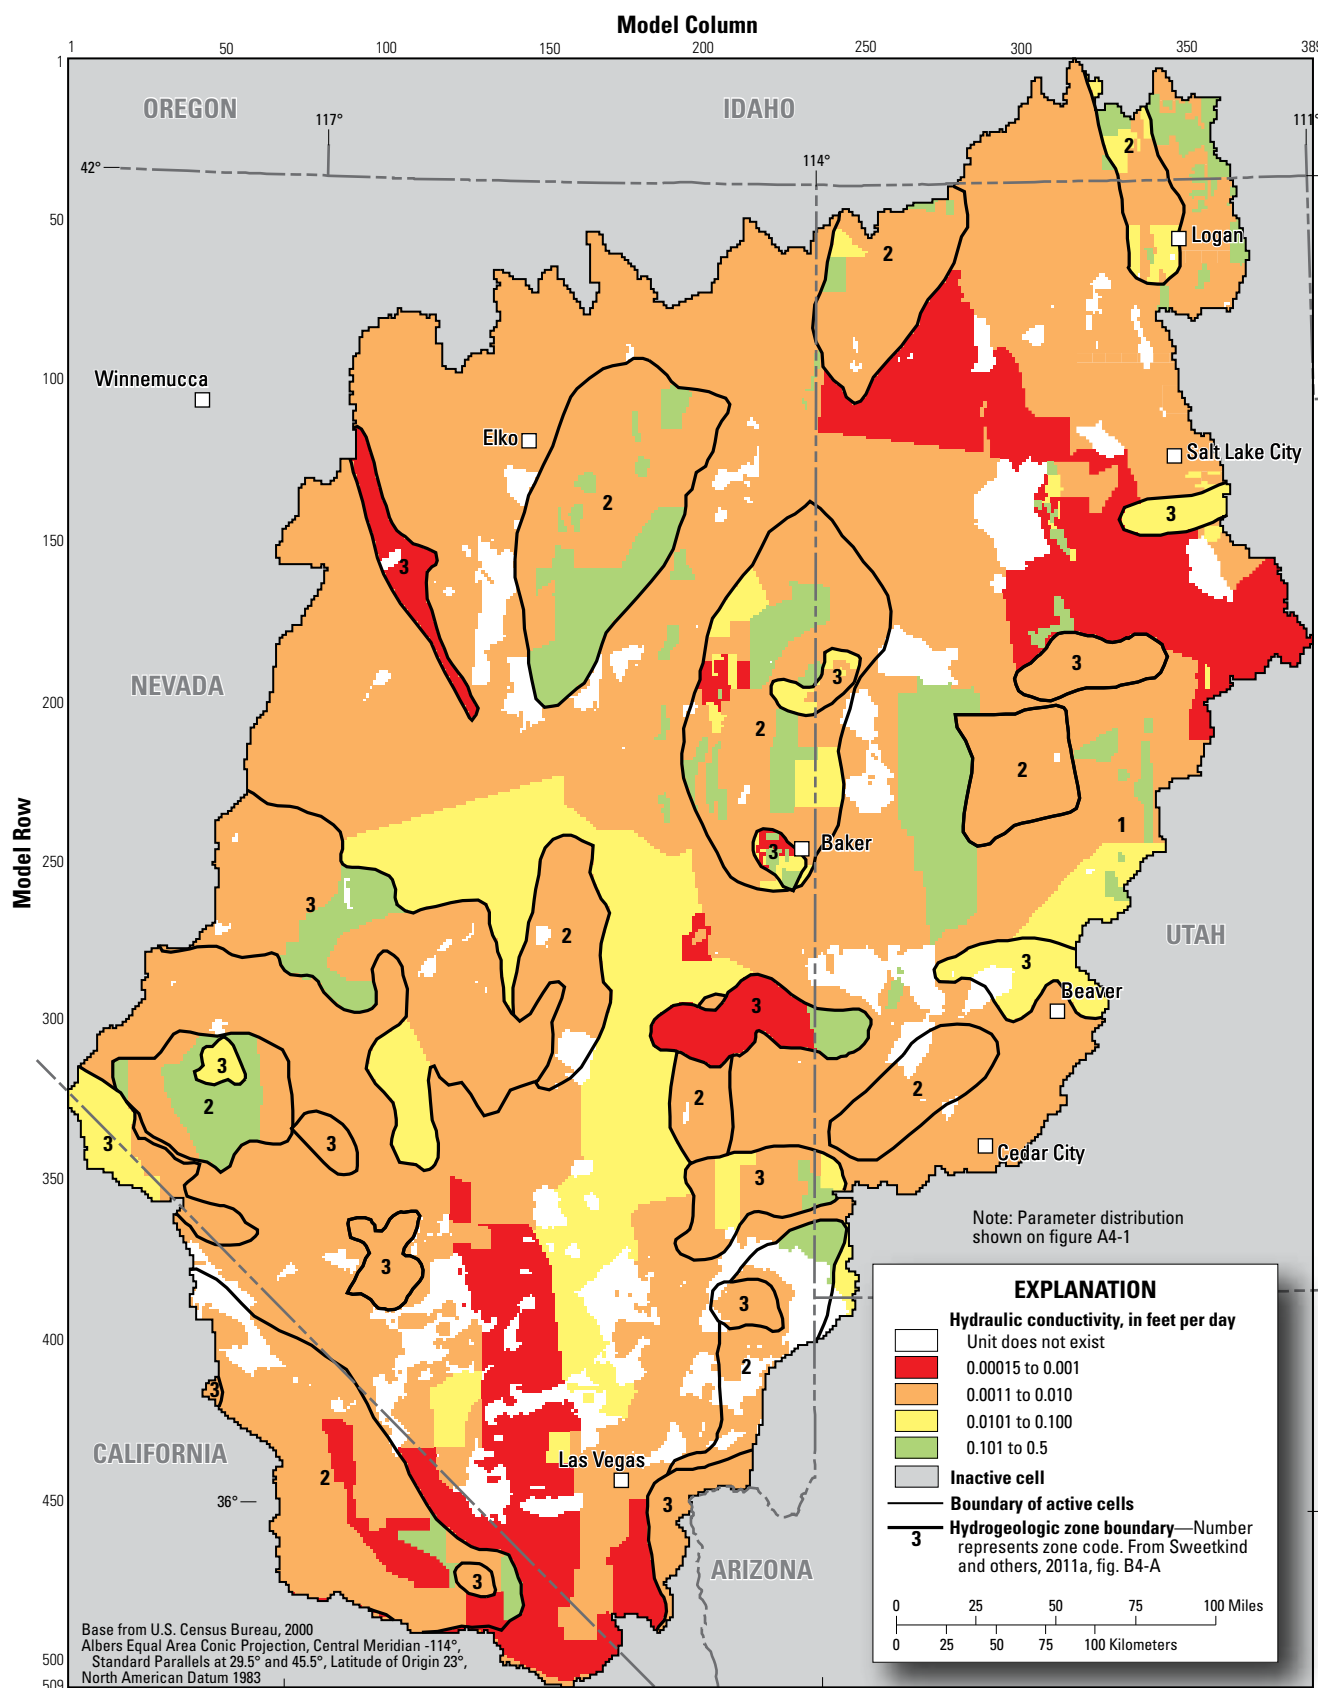 Model Column
1 50 100 150 200 250 300 350 389
1
OREGON
IDAHO
117°
111°
42°
114°
2
50
2
Logan
100
Winnemucca
Elko
Salt Lake City
2
3
150
3
NEVADA
3
3
200
2
2
1
Model Row
Baker
3
250
3
2
UTAH
3
Beaver
3
300
3
2
2
2
3
3
Cedar City
350
3
Note: Parameter distribution
shown on figure A4-1
3
3
400
2
3
CALIFORNIA
Las Vegas
2
36°
450
3
ARIZONA
3
500
509
EXPLANATION
Hydraulic conductivity, in feet per day
Unit does not exist
0.00015 to 0.001
0.0011 to 0.010
0.0101 to 0.100
0.101 to 0.5
Inactive cell
Boundary of active cells
3 Hydrogeologic zone boundary—Number
represents zone code. From Sweetkind
and others, 2011a, fig. B4-A
0 25 50 75 100 Miles
0 25 50 75 100 Kilometers
Base from U.S. Census Bureau, 2000
Albers Equal Area Conic Projection, Central Meridian -114°,
Standard Parallels at 29.5° and 45.5°, Latitude of Origin 23°,
North American Datum 1983